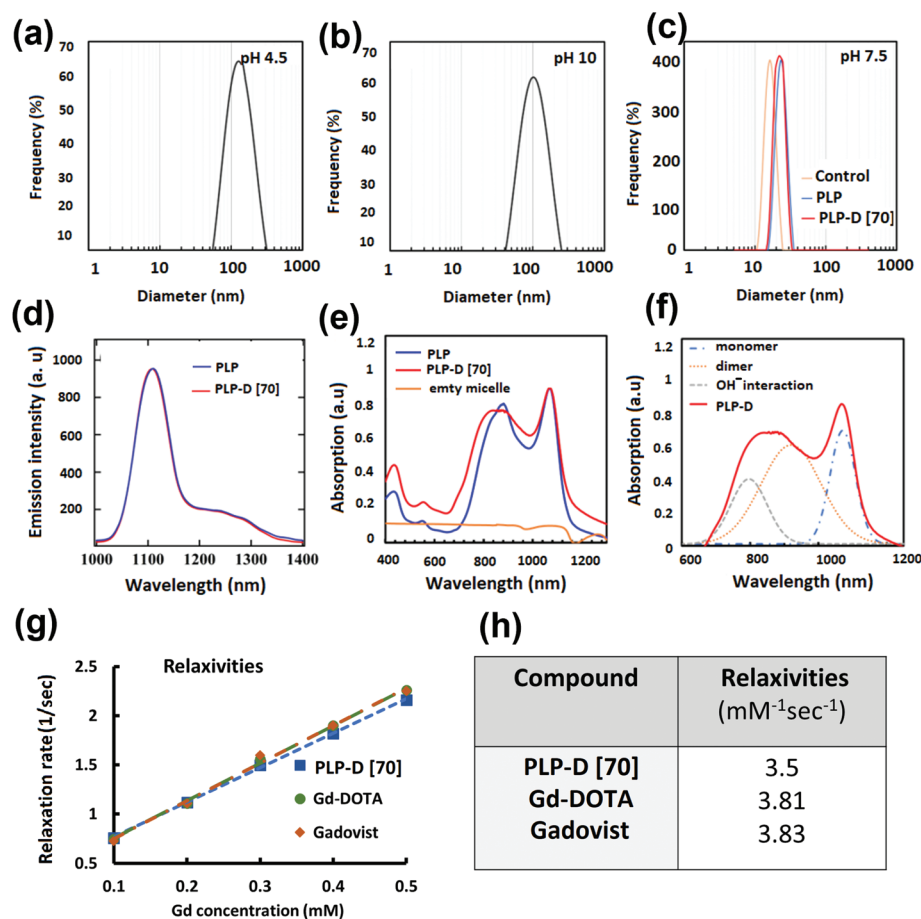 (a)
70
60
50
40
30
20
10
Frequency (%)
pH 4.5
1 10 100 1000
Diameter (nm)
(b)
70
60
50
40
30
20
10
Frequency (%)
pH 10
1 10 100 1000
Diameter (nm)
(c)
400
300
200
100
0
Frequency (%)
pH 7.5
Control
PLP
PLP-D [70]
1 10 100 1000
Diameter (nm)
(d)
1000
800
600
400
200
Emission intensity (a. u)
PLP
PLP-D [70]
1000 1100 1200 1400
Wavelength (nm)
(e)
1.2
1
0.8
0.6
0.4
0.2
0
Absorption (a.u)
PLP
PLP-D [70]
emty micelle
400 600 800 1000
Wavelength (nm)
(f)
1.2
1
0.8
0.6
0.4
0.2
0
Absorption (a.u)
monomer
dimer
OH⁻interaction
PLP-D
600 800 1000 1200
Wavelength (nm)
(g)
Relaxivities
2.5
2
1.5
1
0.5
0
Relaxation rate (1/sec)
PLP-D [70]
Gd-DOTA
Gadovist
0.1 0.2 0.3 0.4 0.5
Gd concentration (mM)
(h)
Compound Relaxivities
(mM⁻¹sec⁻¹)
PLP-D [70] 3.5
Gd-DOTA 3.81
Gadovist 3.83